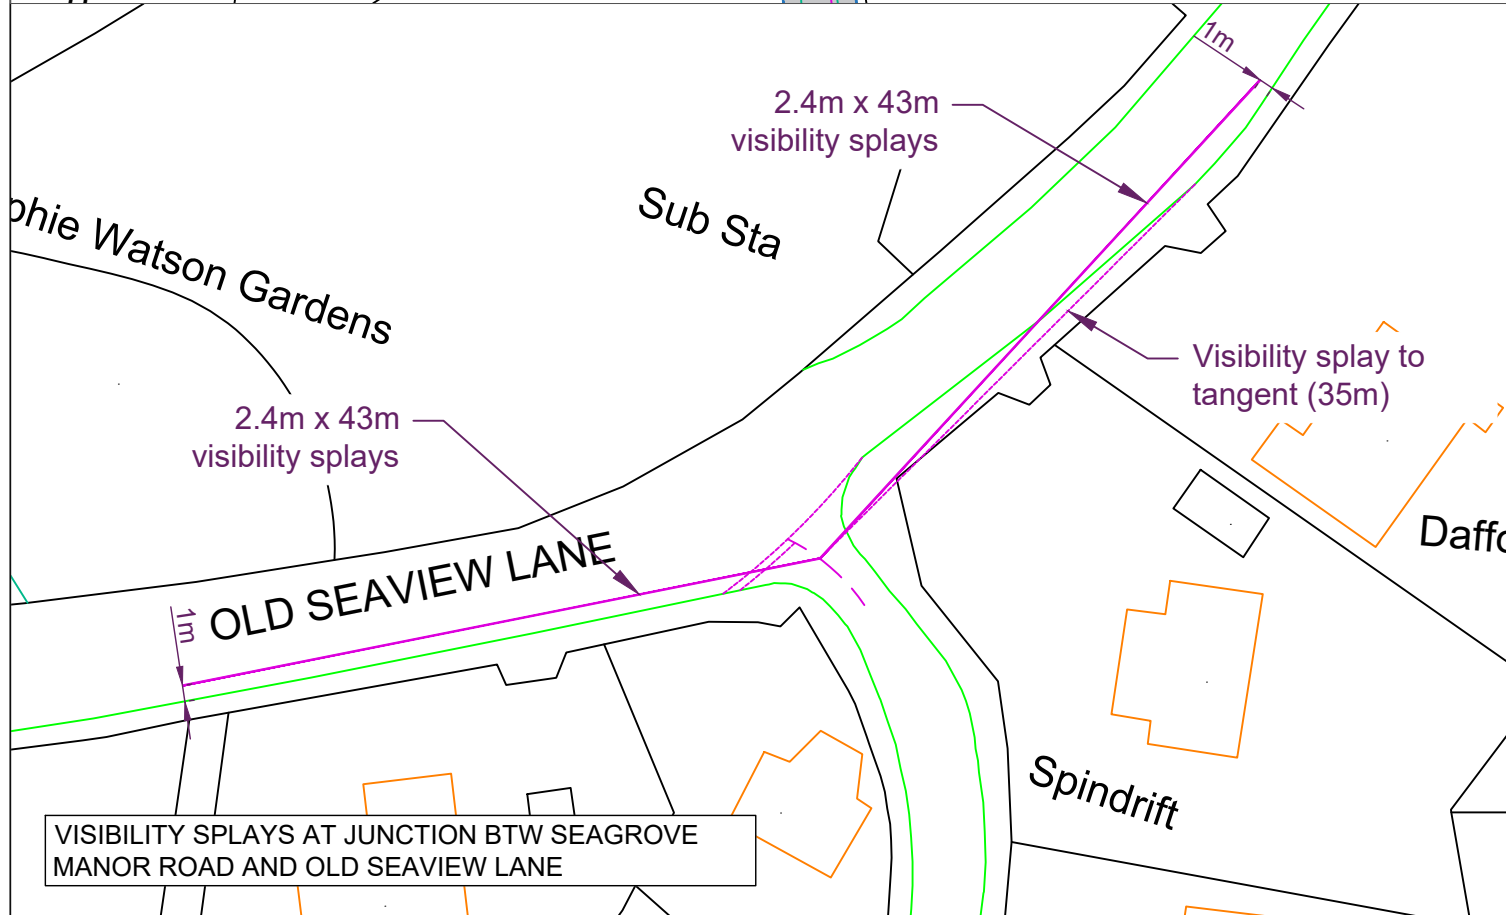 1m
2.4m x 43m
visibility splays
Sub Sta
phie Watson Gardens
Visibility splay to
tangent (35m)
2.4m x 43m
visibility splays
OLD SEAVIEW LANE
1m
Daffo
Spindrift
VISIBILITY SPLAYS AT JUNCTION BTW SEAGROVE
MANOR ROAD AND OLD SEAVIEW LANE